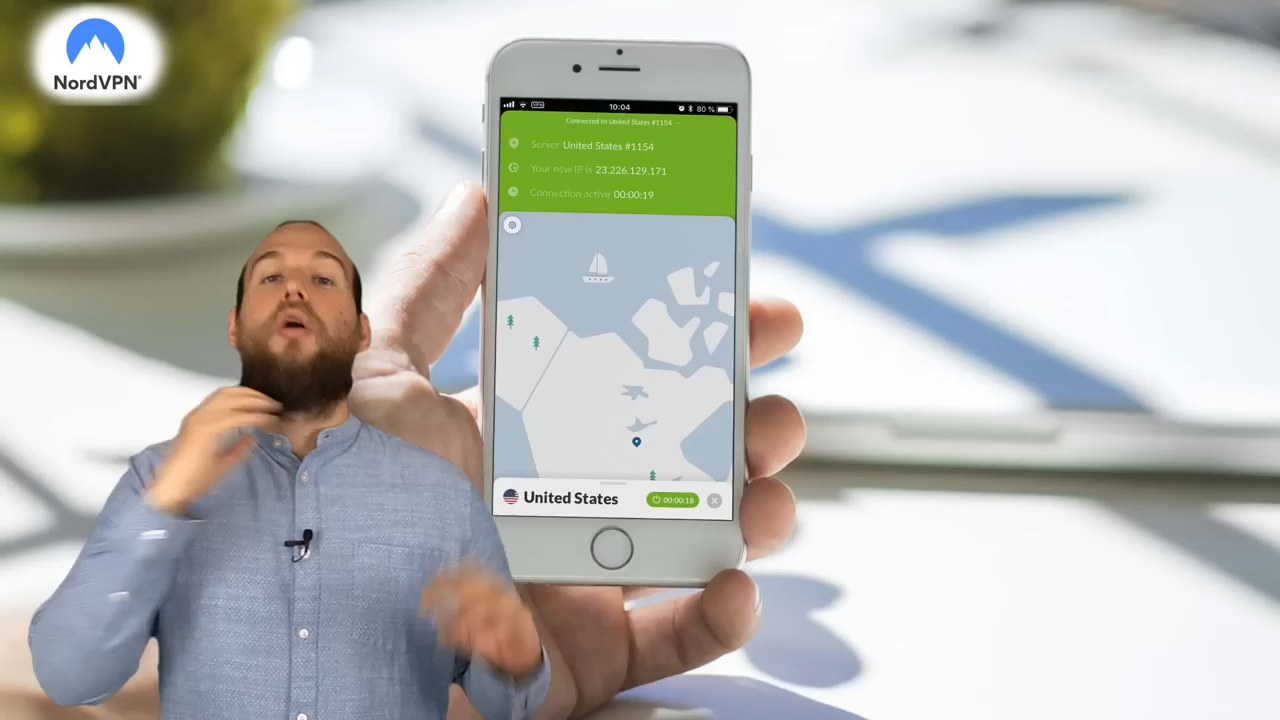 NordVPN®
VPN
10:04
80 %
Connected to United States #1154
Server United States #1154
Your new IP is 23.226.129.171
Connection active 00:00:19
United States
00:00:18